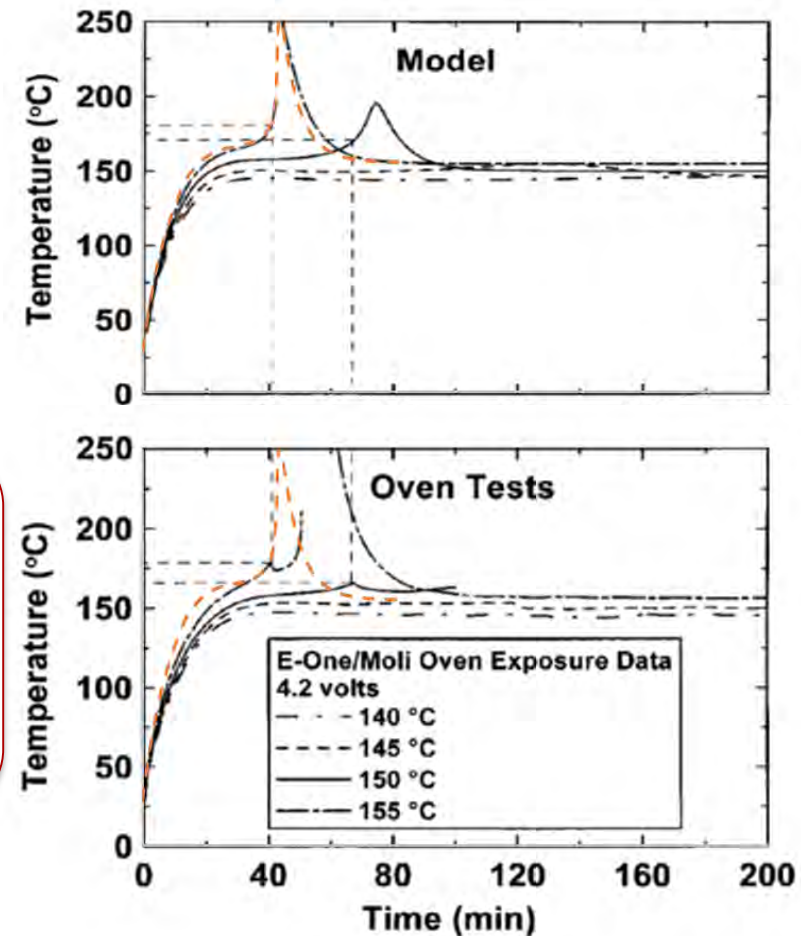 250
Model
200
150
100
50
0
Temperature (°C)
250
Oven Tests
200
150
100
50
0
Temperature (°C)
E-One/Moli Oven Exposure Data
4.2 volts
140 °C
145 °C
150 °C
155 °C
0 40 80 120 160 200
Time (min)